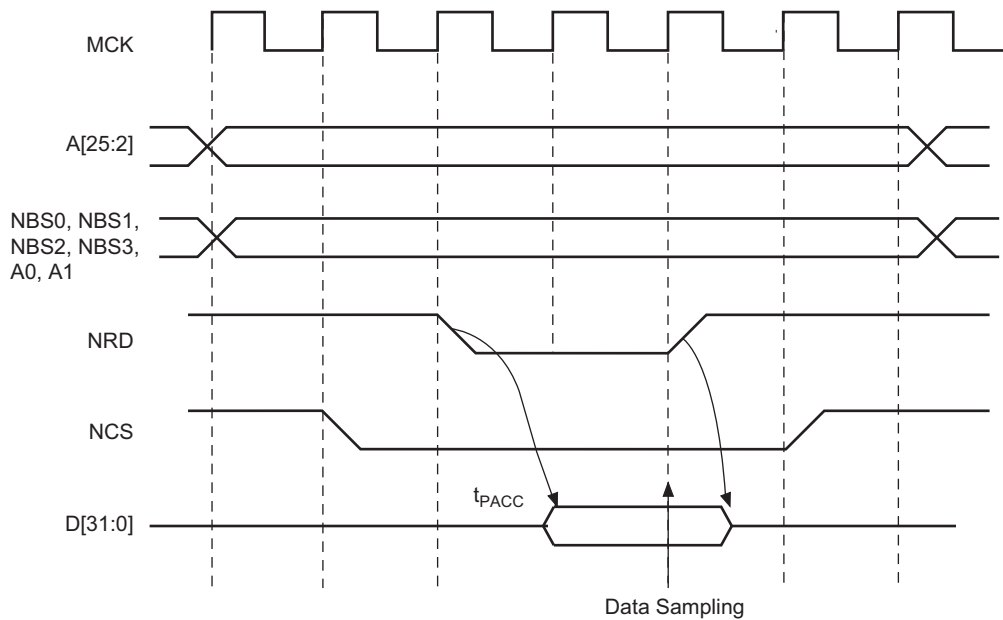 MCK
A[25:2]
NBS0, NBS1,
NBS2, NBS3,
A0, A1
NRD
NCS
tPACC
D[31:0]
Data Sampling